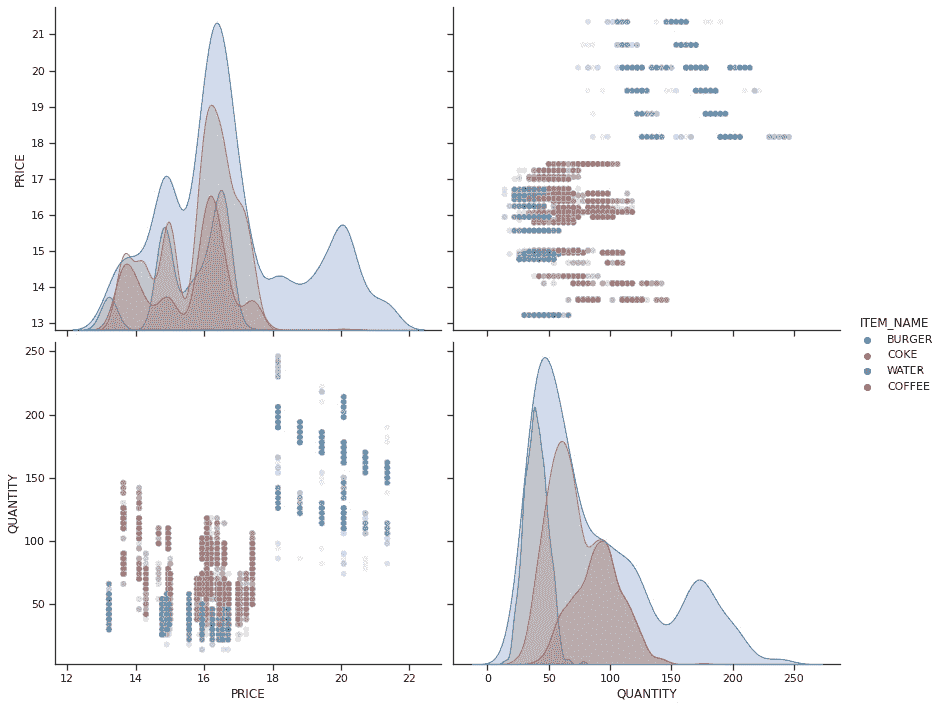 PRICE
21
20
19
18
17
16
15
14
13
ITEM_NAME
BURGER
COKE
WATER
COFFEE
QUANTITY
250
200
150
100
50
12 14 16 18 20 22
PRICE
0 50 100 150 200 250
QUANTITY